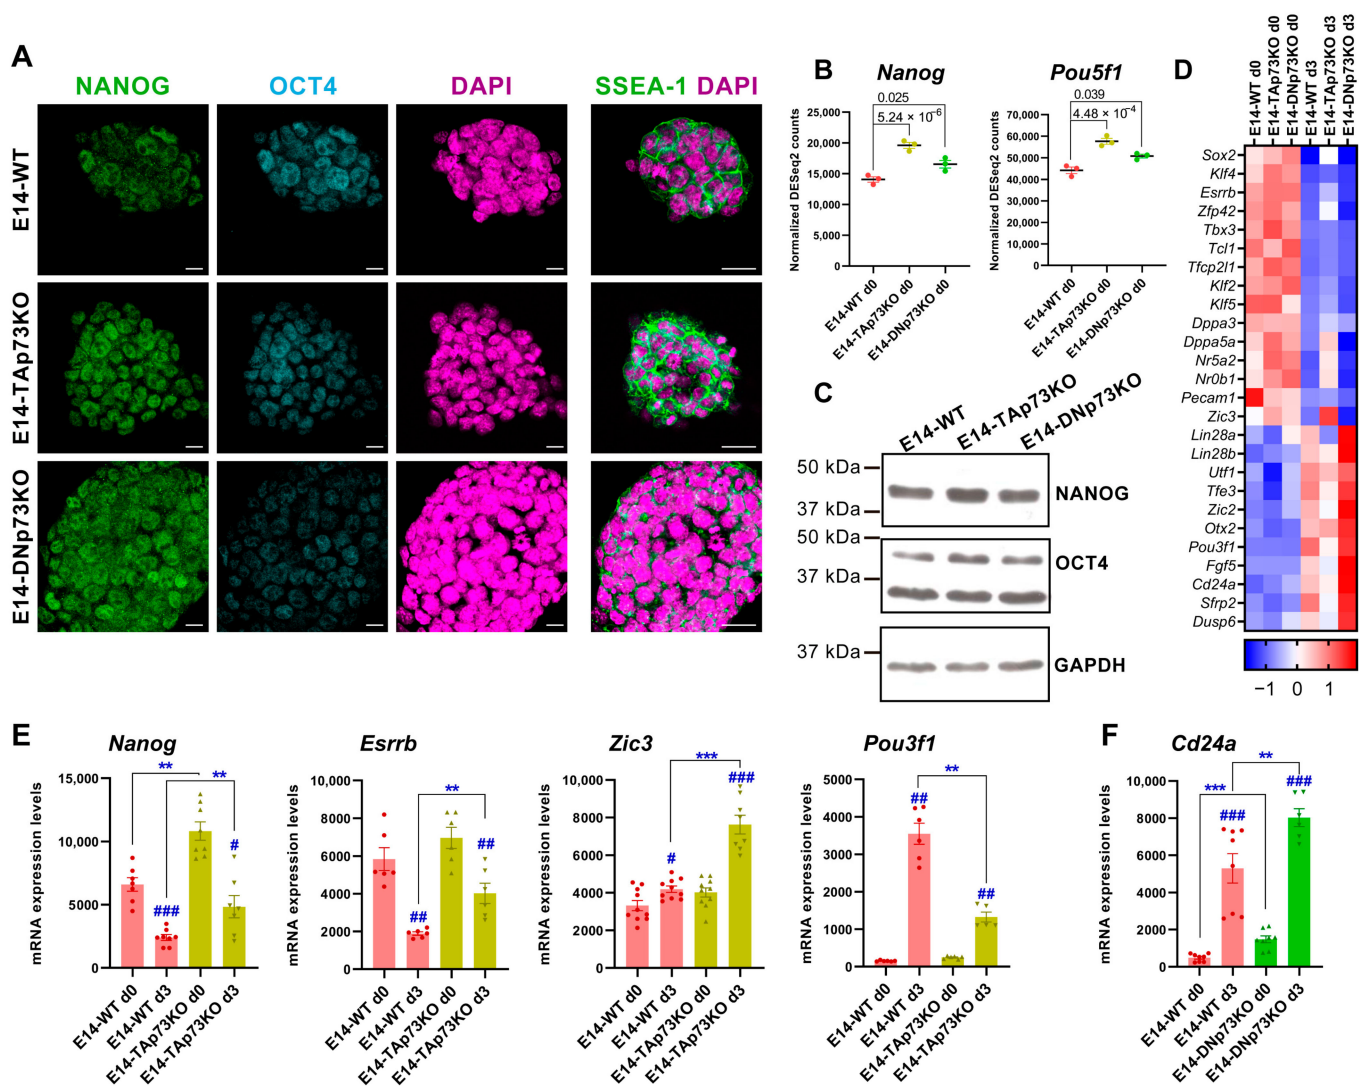 A
NANOG
OCT4
DAPI
SSEA-1 DAPI
E14-WT
E14-TAp73KO
E14-DNp73KO
B
Nanog
Normalized DESeq2 counts
25,000
20,000
15,000
10,000
5,000
0
0.025
5.24 × 10⁻⁶
E14-WT d0
E14-TAp73KO d0
E14-DNp73KO d0
Pou5f1
Normalized DESeq2 counts
70,000
60,000
50,000
40,000
30,000
20,000
10,000
0
0.039
4.48 × 10⁻⁴
E14-WT d0
E14-TAp73KO d0
E14-DNp73KO d0
C
E14-WT
E14-TAp73KO
E14-DNp73KO
50 kDa
37 kDa
NANOG
50 kDa
37 kDa
OCT4
37 kDa
GAPDH
D
E14-WT d0
E14-TAp73KO d0
E14-DNp73KO d0
E14-WT d3
E14-TAp73KO d3
E14-DNp73KO d3
Sox2
Klf4
Esrrb
Zfp42
Tbx3
Tcl1
Tfcp2l1
Klf2
Klf5
Dppa3
Dppa5a
Nr5a2
Nr0b1
Pecam1
Zic3
Lin28a
Lin28b
Utf1
Tfe3
Zic2
Otx2
Pou3f1
Fgf5
Cd24a
Sfrp2
Dusp6
−1 0 1
E
Nanog
mRNA expression levels
15,000
10,000
5000
0
**
**
###
#
E14-WT d0
E14-WT d3
E14-TAp73KO d0
E14-TAp73KO d3
Esrrb
mRNA expression levels
10,000
8000
6000
4000
2000
0
**
##
##
E14-WT d0
E14-WT d3
E14-TAp73KO d0
E14-TAp73KO d3
Zic3
mRNA expression levels
10,000
8000
6000
4000
2000
0
***
###
#
E14-WT d0
E14-WT d3
E14-TAp73KO d0
E14-TAp73KO d3
Pou3f1
mRNA expression levels
5000
4000
3000
2000
1000
0
**
##
##
E14-WT d0
E14-WT d3
E14-TAp73KO d0
E14-TAp73KO d3
F
Cd24a
mRNA expression levels
10,000
8000
6000
4000
2000
0
**
***
###
###
E14-WT d0
E14-WT d3
E14-DNp73KO d0
E14-DNp73KO d3